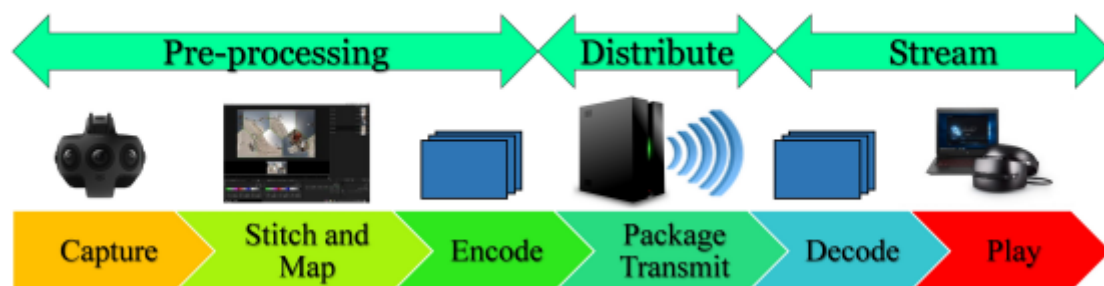 Pre-processing Distribute Stream
Capture
Stitch and
Map
Encode
Package
Transmit
Decode
Play